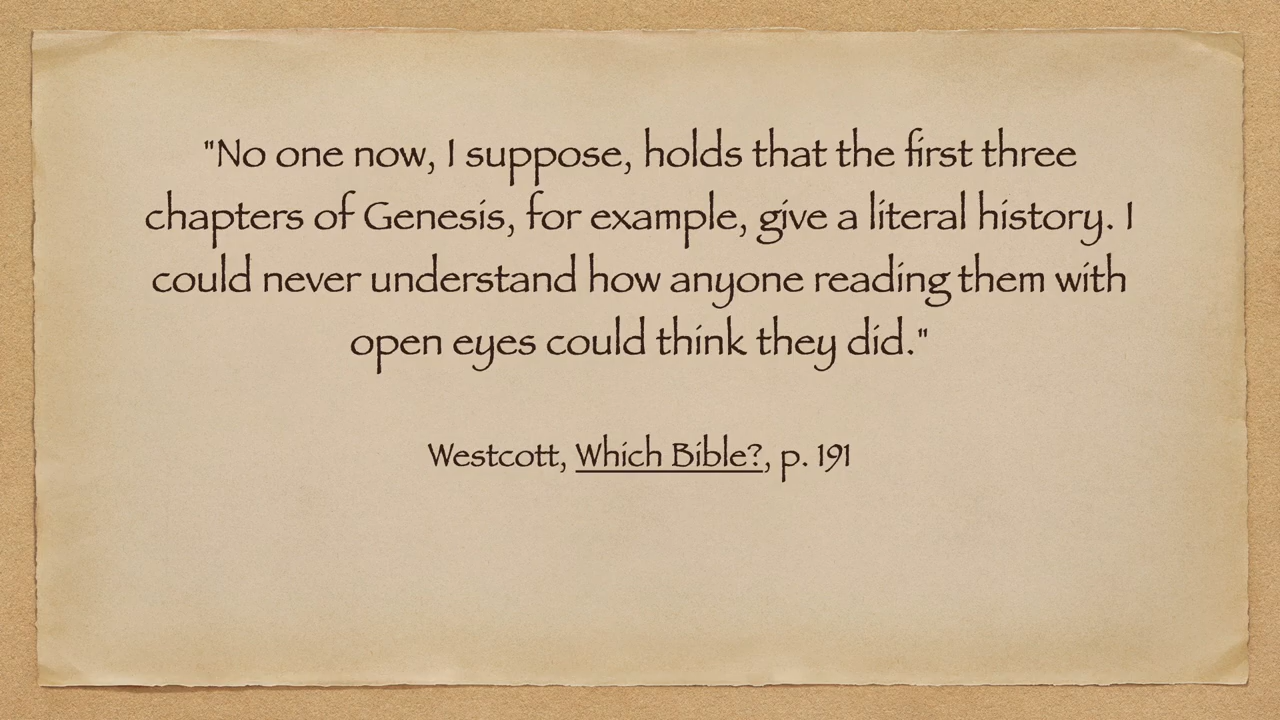 "No one now, I suppose, holds that the first three
chapters of Genesis, for example, give a literal history. I
could never understand how anyone reading them with
open eyes could think they did."
Westcott, Which Bible?, p. 191